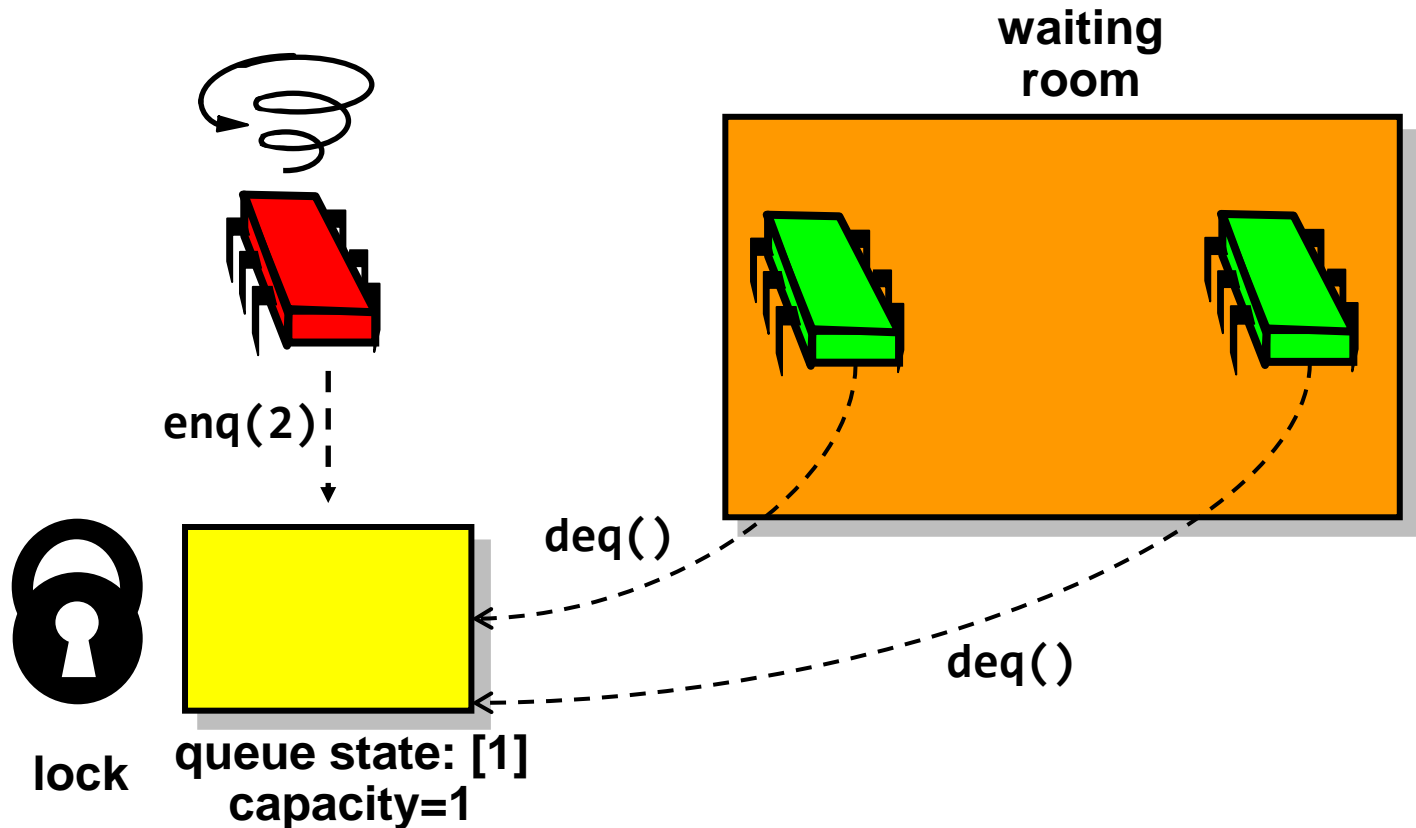 waiting
room
enq(2)
deq()
deq()
lock
queue state: [1]
capacity=1